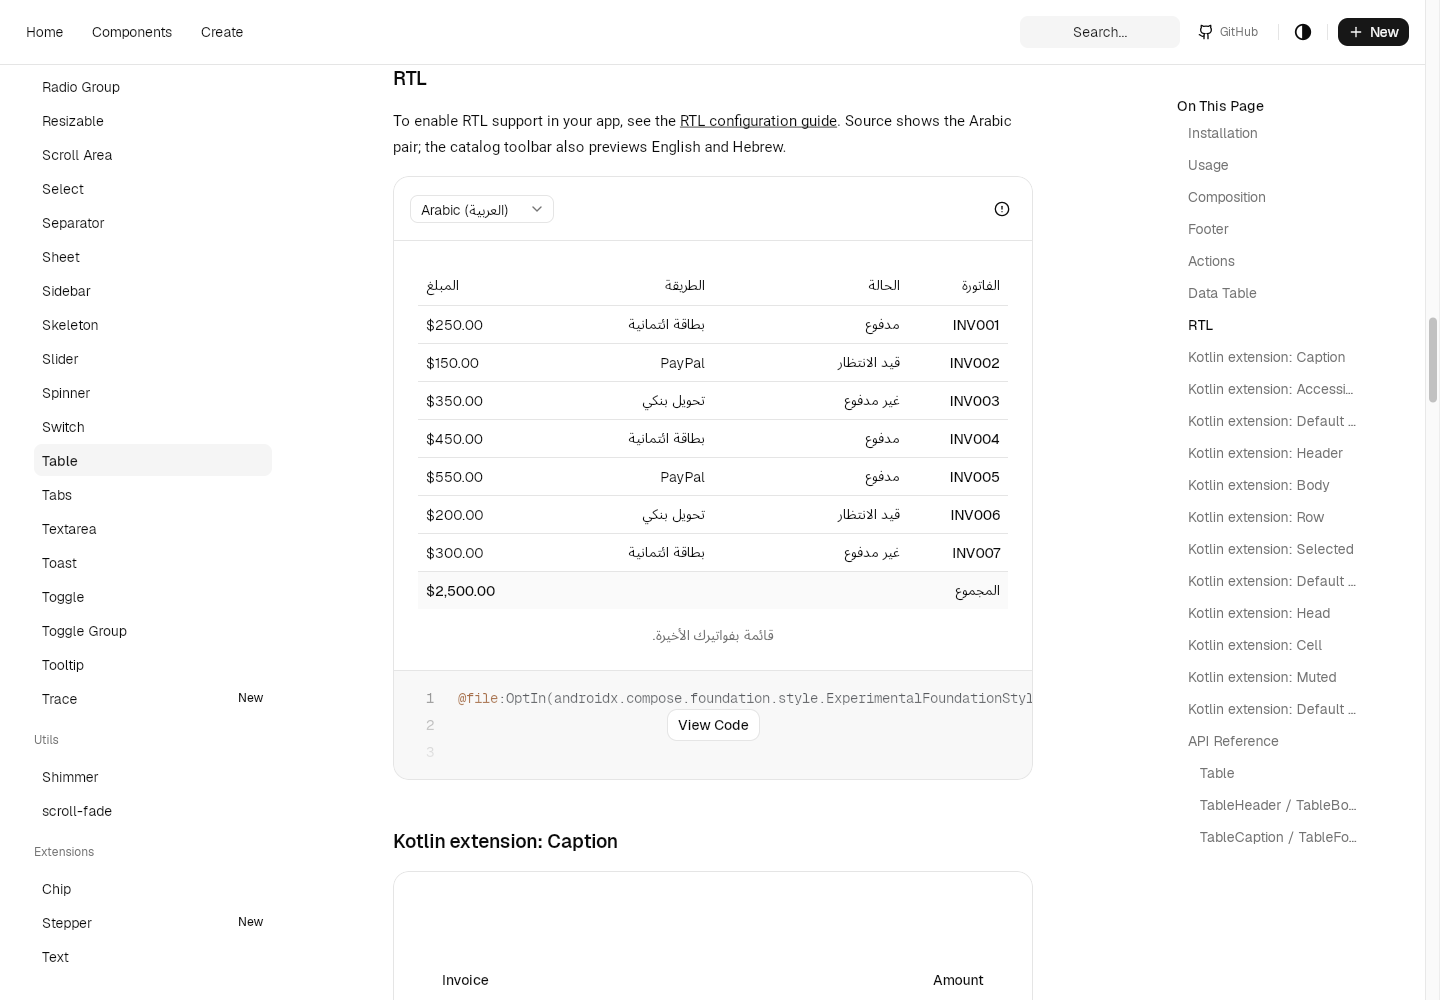 Home
Components
Create
Search...
GitHub
New
Radio Group
Resizable
Scroll Area
Select
Separator
Sheet
Sidebar
Skeleton
Slider
Spinner
Switch
Table
Tabs
Textarea
Toast
Toggle
Toggle Group
Tooltip
Trace New
Utils
Shimmer
scroll-fade
Extensions
Chip
Stepper New
Text
RTL
To enable RTL support in your app, see the RTL configuration guide. Source shows the Arabic
pair; the catalog toolbar also previews English and Hebrew.
Arabic (العربية)
الفاتورة الحالة الطريقة المبلغ
INV001 مدفوع بطاقة ائتمانية $250.00
INV002 قيد الانتظار PayPal $150.00
INV003 غير مدفوع تحويل بنكي $350.00
INV004 مدفوع بطاقة ائتمانية $450.00
INV005 مدفوع PayPal $550.00
INV006 قيد الانتظار تحويل بنكي $200.00
INV007 غير مدفوع بطاقة ائتمانية $300.00
المجموع $2,500.00
قائمة بفواتيرك الأخيرة.
1 @file:OptIn(androidx.compose.foundation.style.ExperimentalFoundationStyl
2
3
View Code
Kotlin extension: Caption
Invoice Amount
On This Page
Installation
Usage
Composition
Footer
Actions
Data Table
RTL
Kotlin extension: Caption
Kotlin extension: Accessi...
Kotlin extension: Default ...
Kotlin extension: Header
Kotlin extension: Body
Kotlin extension: Row
Kotlin extension: Selected
Kotlin extension: Default ...
Kotlin extension: Head
Kotlin extension: Cell
Kotlin extension: Muted
Kotlin extension: Default ...
API Reference
Table
TableHeader / TableBo...
TableCaption / TableFo...